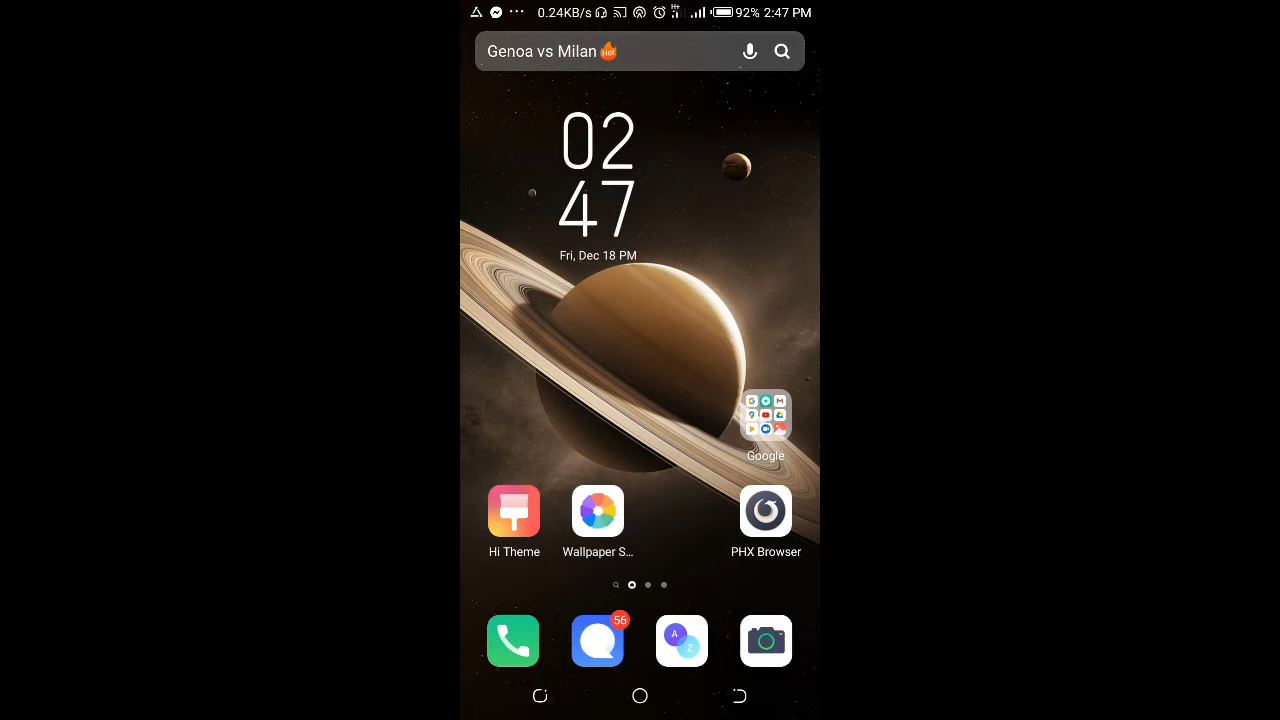 0.24KB/s H+ 92% 2:47 PM
Genoa vs Milan Hot
02
47
Fri, Dec 18 PM
Google
Hi Theme Wallpaper S... PHX Browser
56
A
Z